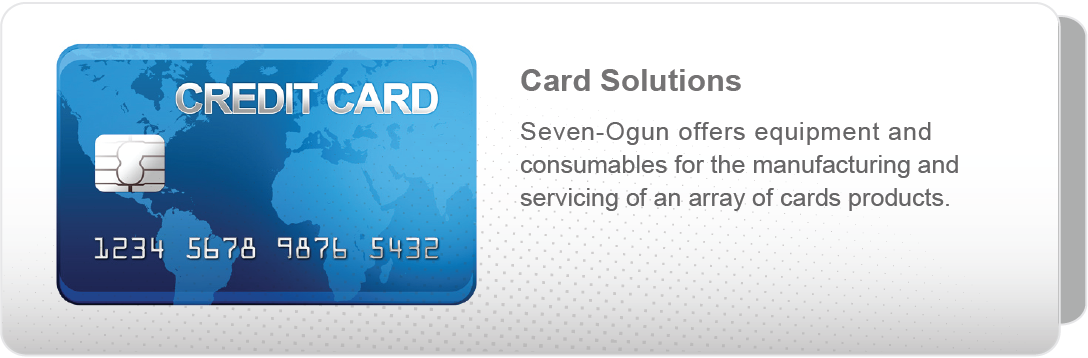 CREDIT CARD
1234 5678 9876 5432
Card Solutions
Seven-Ogun offers equipment and
consumables for the manufacturing and
servicing of an array of cards products.